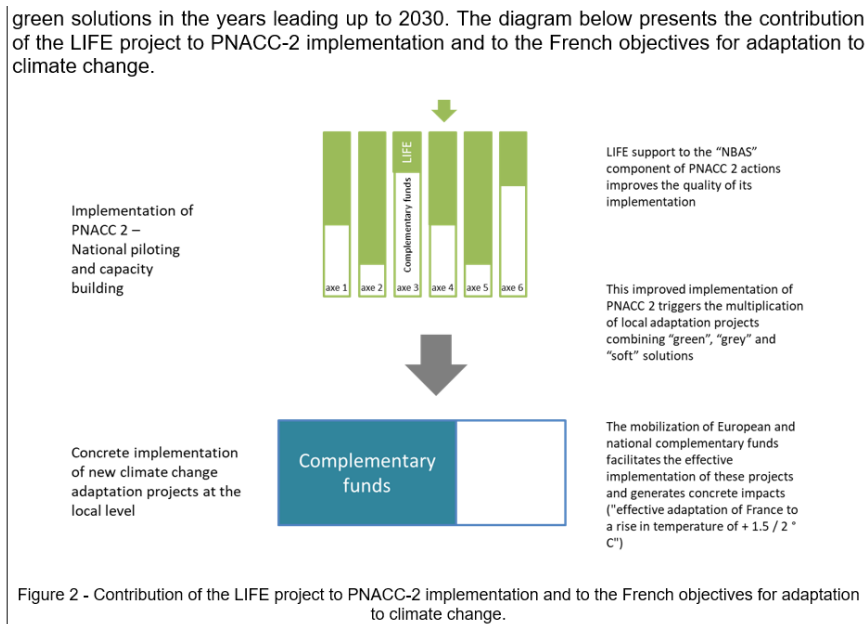 green solutions in the years leading up to 2030. The diagram below presents the contribution
of the LIFE project to PNACC-2 implementation and to the French objectives for adaptation to
climate change.
LIFE
Complementary funds
axe 1
axe 2
axe 3
axe 4
axe 5
axe 6
Implementation of
PNACC 2 –
National piloting
and capacity
building
LIFE support to the “NBAS”
component of PNACC 2 actions
improves the quality of its
implementation
This improved implementation of
PNACC 2 triggers the multiplication
of local adaptation projects
combining “green”, “grey” and
“soft” solutions
Concrete implementation
of new climate change
adaptation projects at the
local level
Complementary
funds
The mobilization of European and
national complementary funds
facilitates the effective
implementation of these projects
and generates concrete impacts
("effective adaptation of France to
a rise in temperature of + 1.5 / 2 °
C")
Figure 2 - Contribution of the LIFE project to PNACC-2 implementation and to the French objectives for adaptation
to climate change.